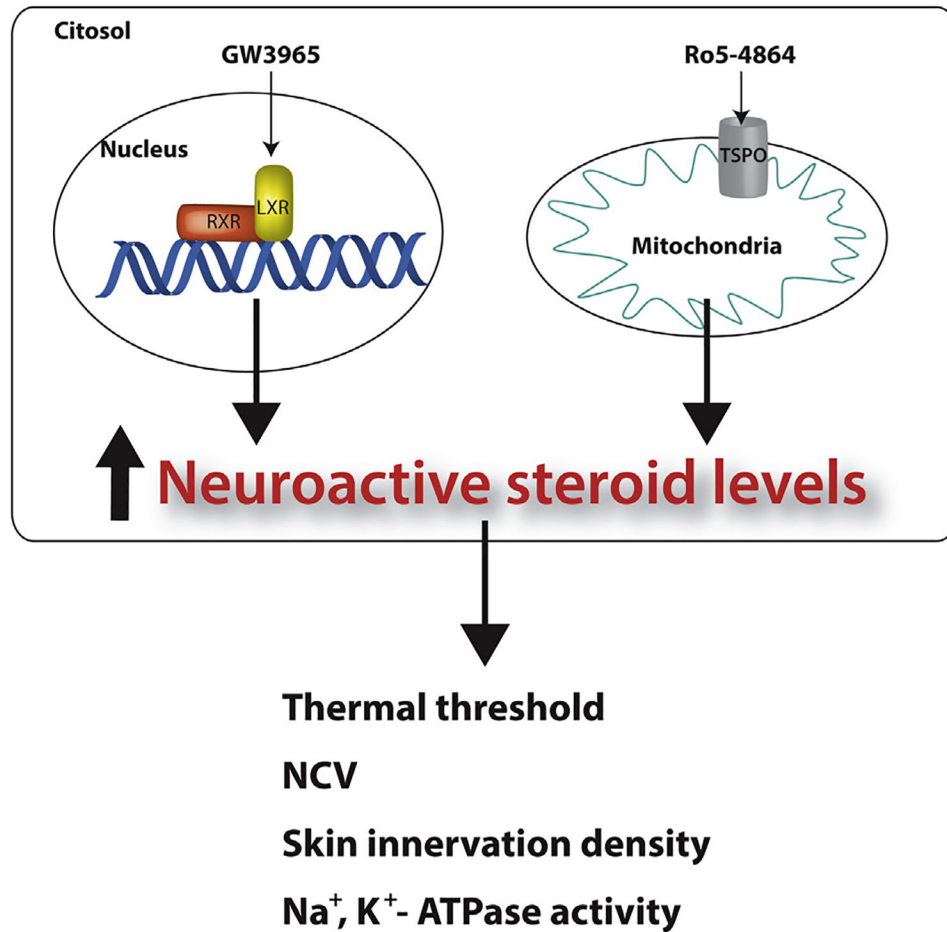 Citosol
GW3965
Ro5-4864
Nucleus
TSPO
RXR
LXR
Mitochondria
Neuroactive steroid levels
Thermal threshold
NCV
Skin innervation density
Na⁺, K⁺- ATPase activity